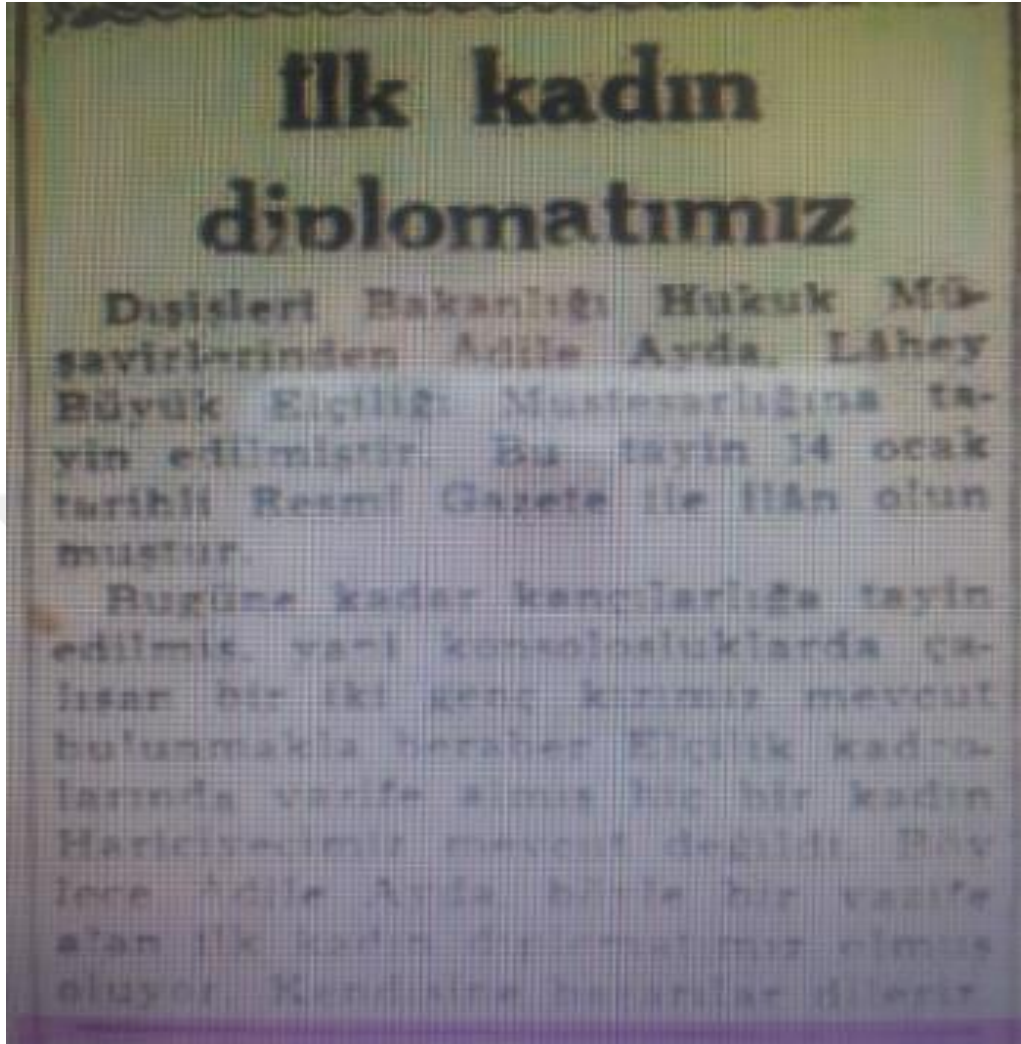 İlk kadın
diplomatımız
Dışişleri Bakanlığı Hukuk Mü-
şavirlerinden Âdile Ayda, Lâhey
Büyük Elçiliği Müsteşarlığına ta-
yin edilmiştir. Bu tayin 14 ocak
tarihli Resmî Gazete ile ilân olun
muştur.
Bugüne kadar kançılarlığa tayin
edilmiş, yani konsolosluklarda ça-
lışan bir iki genç kızımız mevcut
bulunmakla beraber Elçilik kadro-
larında vazife almış hiç bir kadın
Hariciyecimiz mevcut değildi. Böy
lece Âdile Ayda, böyle bir vazife
alan ilk kadın diplomatımız olmuş
oluyor. Kendisine başarılar dileriz